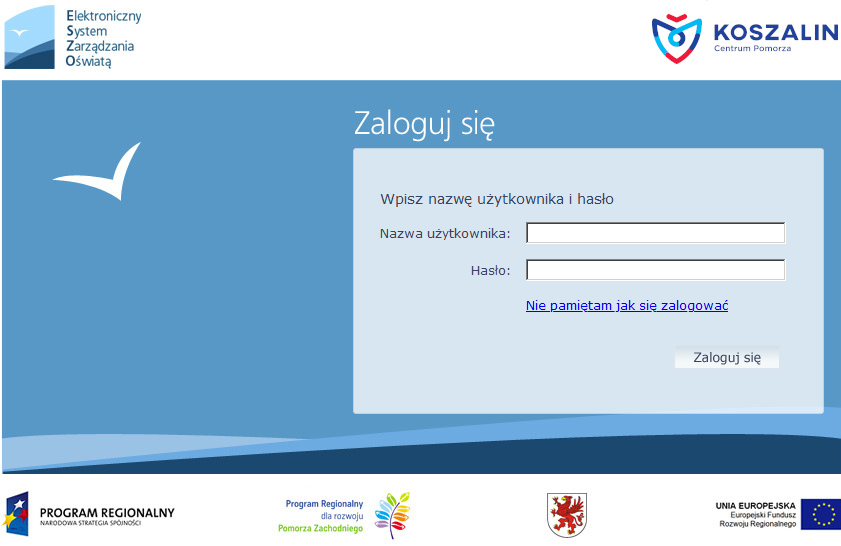 Elektroniczny
System
Zarządzania
Oświatą
KOSZALIN
Centrum Pomorza
Zaloguj się
Wpisz nazwę użytkownika i hasło
Nazwa użytkownika:
Hasło:
Nie pamiętam jak się zalogować
Zaloguj się
PROGRAM REGIONALNY
NARODOWA STRATEGIA SPÓJNOŚCI
Program Regionalny
dla rozwoju
Pomorza Zachodniego
UNIA EUROPEJSKA
Europejski Fundusz
Rozwoju Regionalnego